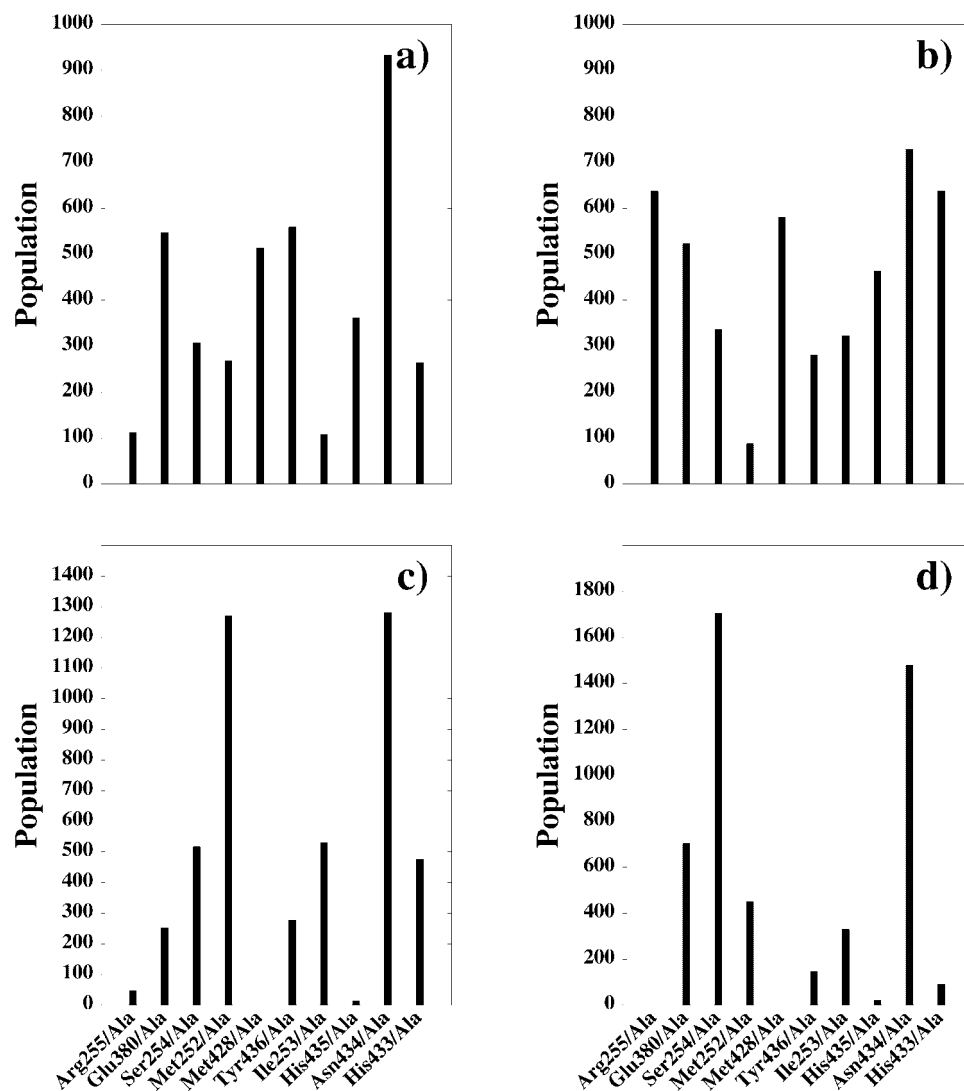 a)
Population
1000
900
800
700
600
500
400
300
200
100
0
b)
Population
1000
900
800
700
600
500
400
300
200
100
0
c)
Population
1400
1300
1200
1100
1000
900
800
700
600
500
400
300
200
100
0
Arg255/Ala
Glu380/Ala
Ser254/Ala
Met252/Ala
Met428/Ala
Tyr436/Ala
Ile253/Ala
His435/Ala
Asn434/Ala
His433/Ala
d)
Population
1800
1600
1400
1200
1000
800
600
400
200
0
Arg255/Ala
Glu380/Ala
Ser254/Ala
Met252/Ala
Met428/Ala
Tyr436/Ala
Ile253/Ala
His435/Ala
Asn434/Ala
His433/Ala